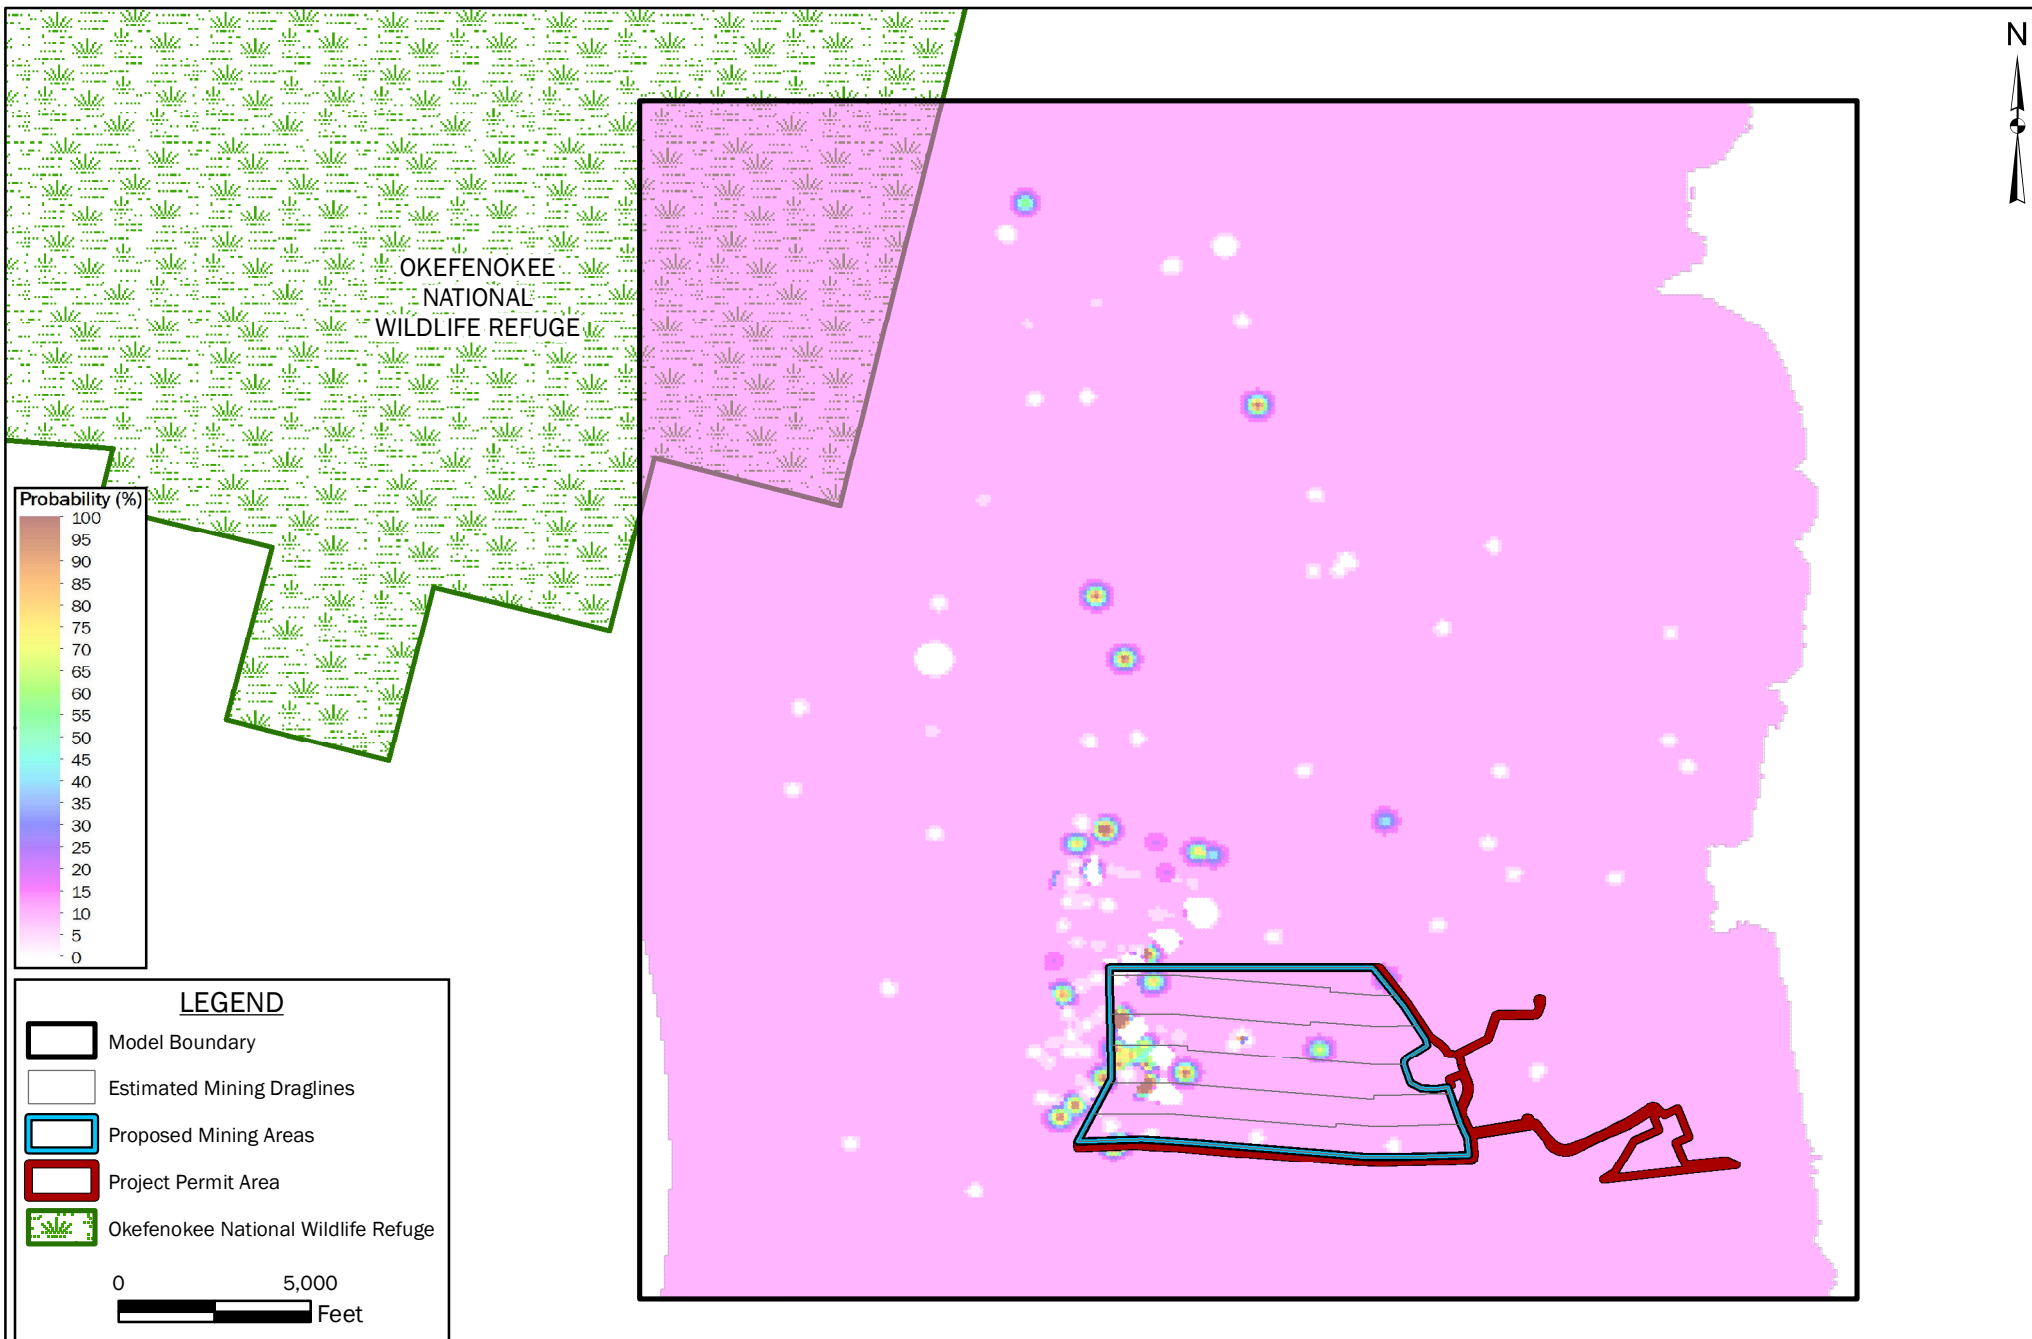 N
OKEFENOKEE
NATIONAL
WILDLIFE REFUGE
Probability (%)
100
95
90
85
80
75
70
65
60
55
50
45
40
35
30
25
20
15
10
5
0
LEGEND
Model Boundary
Estimated Mining Draglines
Proposed Mining Areas
Project Permit Area
Okefenokee National Wildlife Refuge
0 5,000
Feet